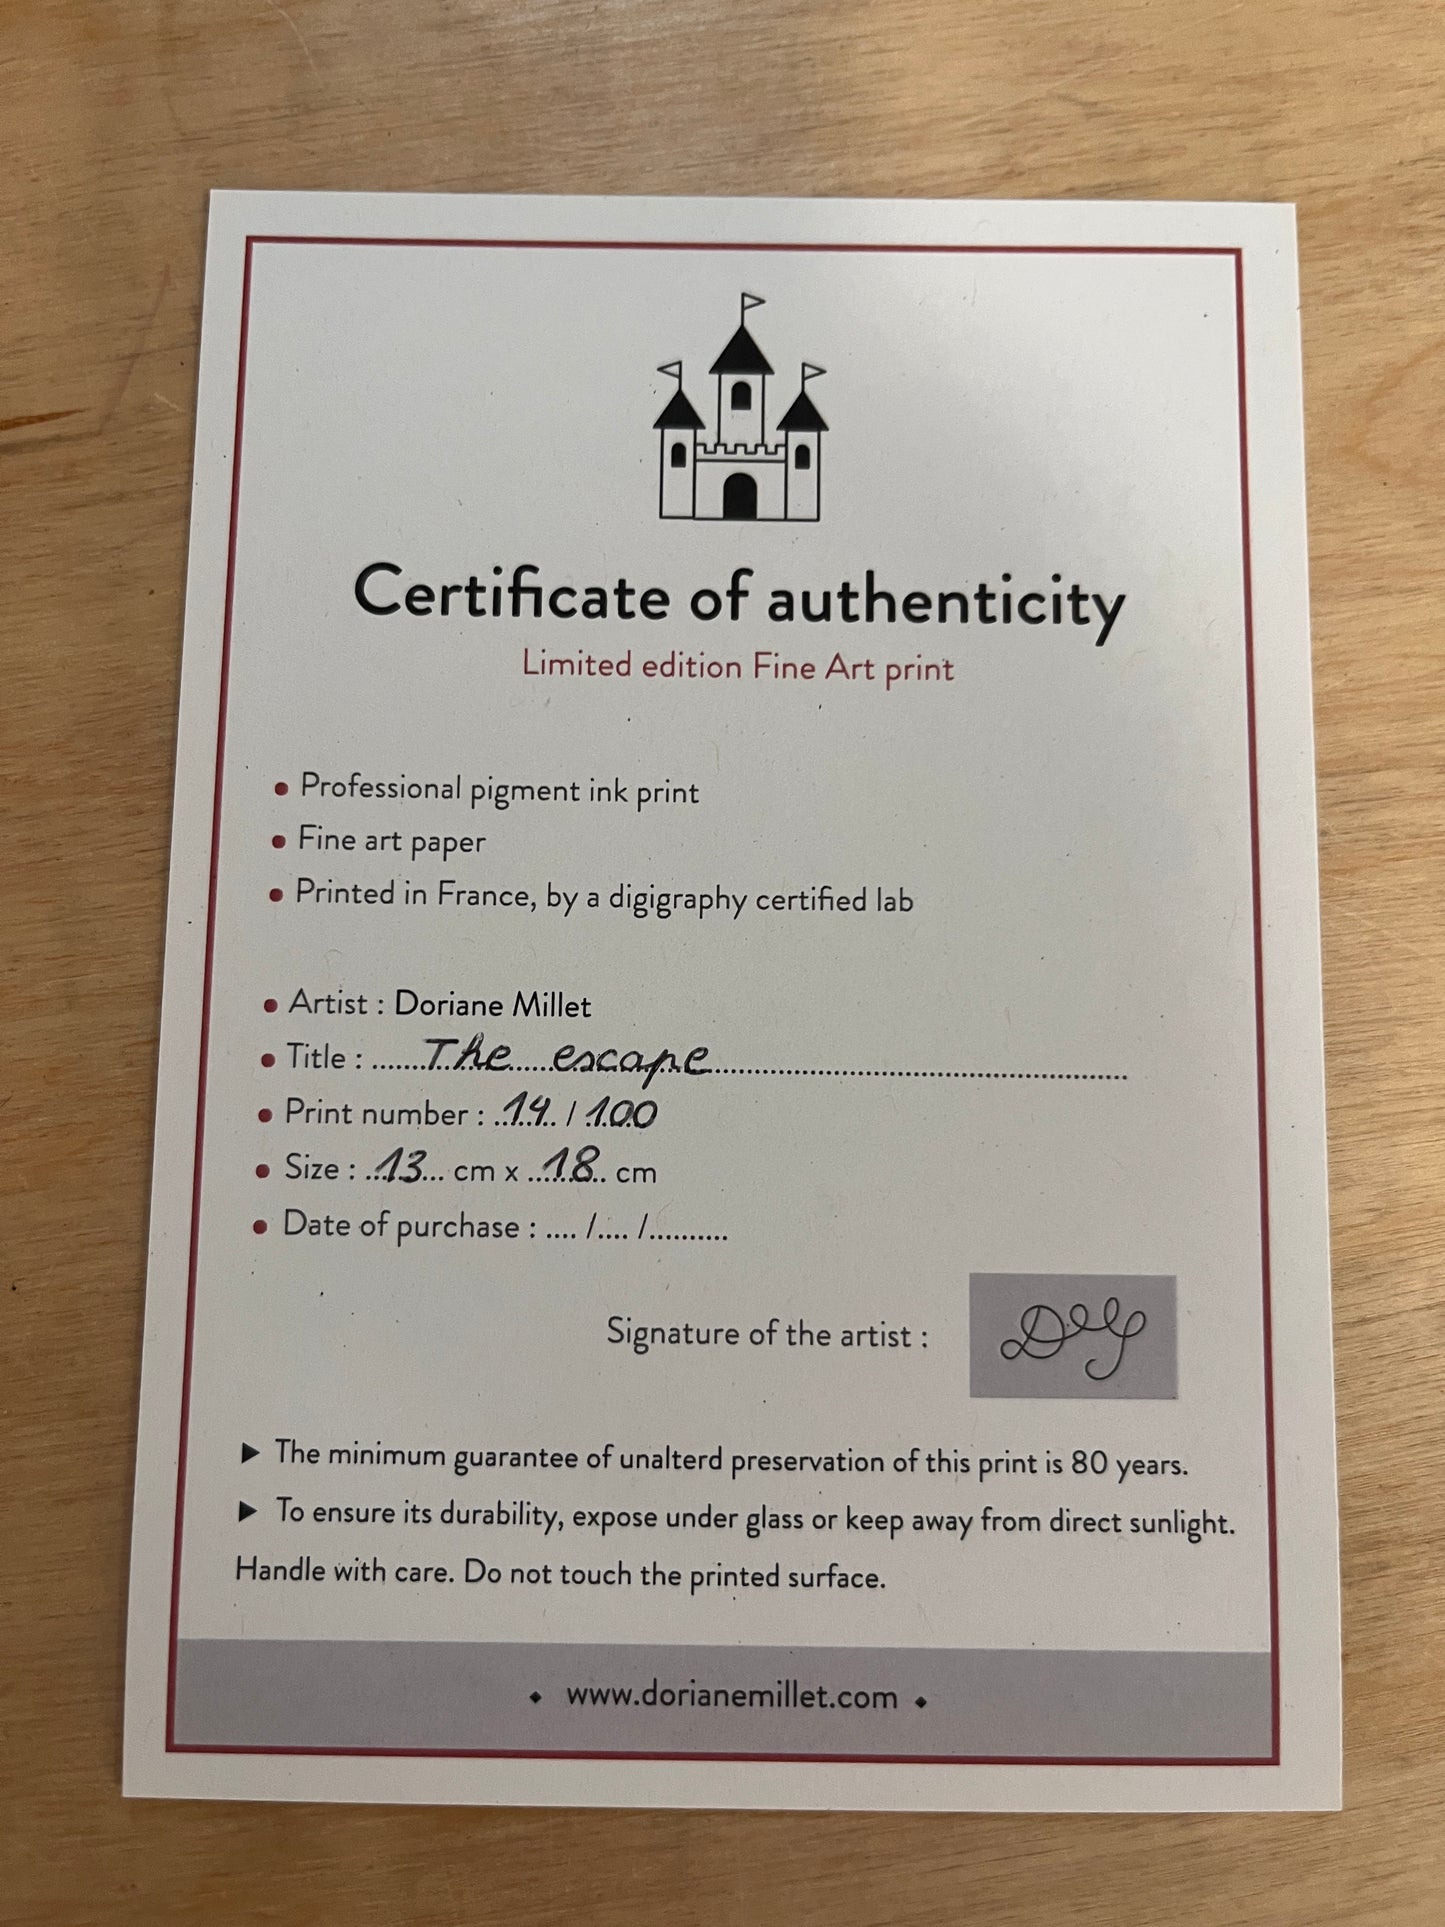 Certificate of authenticity
Limited edition Fine Art print
• Professional pigment ink print
• Fine art paper
• Printed in France, by a digigraphy certified lab
• Artist : Doriane Millet
• Title : The escape
• Print number : 14 / 100
• Size : 13 cm x 18 cm
• Date of purchase : .... /.... /..........
Signature of the artist :
► The minimum guarantee of unalterd preservation of this print is 80 years.
► To ensure its durability, expose under glass or keep away from direct sunlight.
Handle with care. Do not touch the printed surface.
⬥ www.dorianemillet.com ⬥